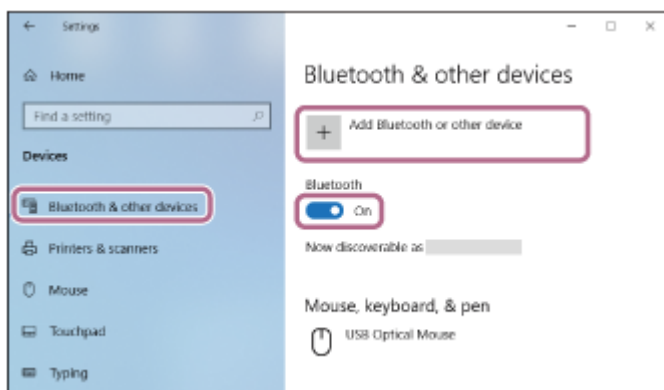 Settings
Home
Find a setting
Devices
Bluetooth & other devices
Printers & scanners
Mouse
Touchpad
Typing
Bluetooth & other devices
Add Bluetooth or other device
Bluetooth
On
Now discoverable as
Mouse, keyboard, & pen
USB Optical Mouse